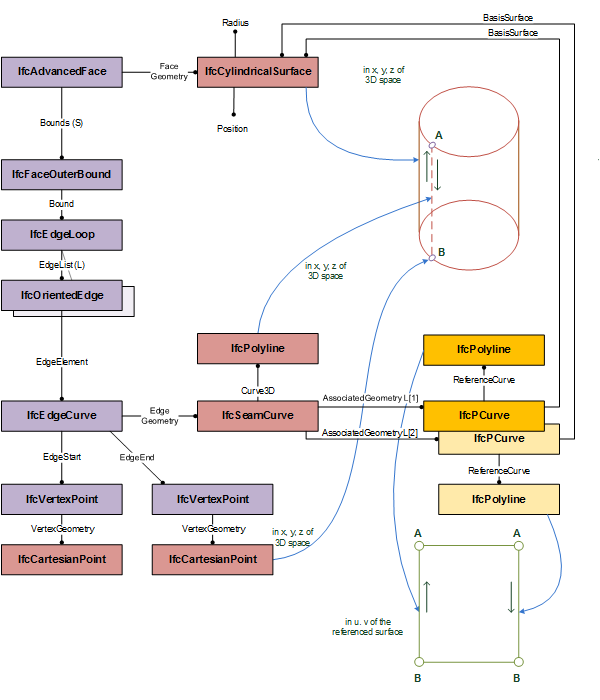 Radius
BasisSurface
BasisSurface
IfcAdvancedFace
Face
Geometry
IfcCylindricalSurface
in x, y, z of
3D space
Position
Bounds (S)
A
IfcFaceOuterBound
Bound
IfcEdgeLoop
EdgeList (L)
B
in x, y, z of
3D space
IfcOrientedEdge
IfcPolyline
IfcPolyline
EdgeElement
Curve3D
ReferenceCurve
AssociatedGeometry L[1]
IfcEdgeCurve
Edge
Geometry
IfcSeamCurve
IfcPCurve
AssociatedGeometry L[2]
IfcPCurve
EdgeStart
EdgeEnd
ReferenceCurve
IfcVertexPoint
IfcVertexPoint
IfcPolyline
VertexGeometry
VertexGeometry
in x, y, z of
3D space
A
A
IfcCartesianPoint
IfcCartesianPoint
in u. v of the
referenced surface
B
B